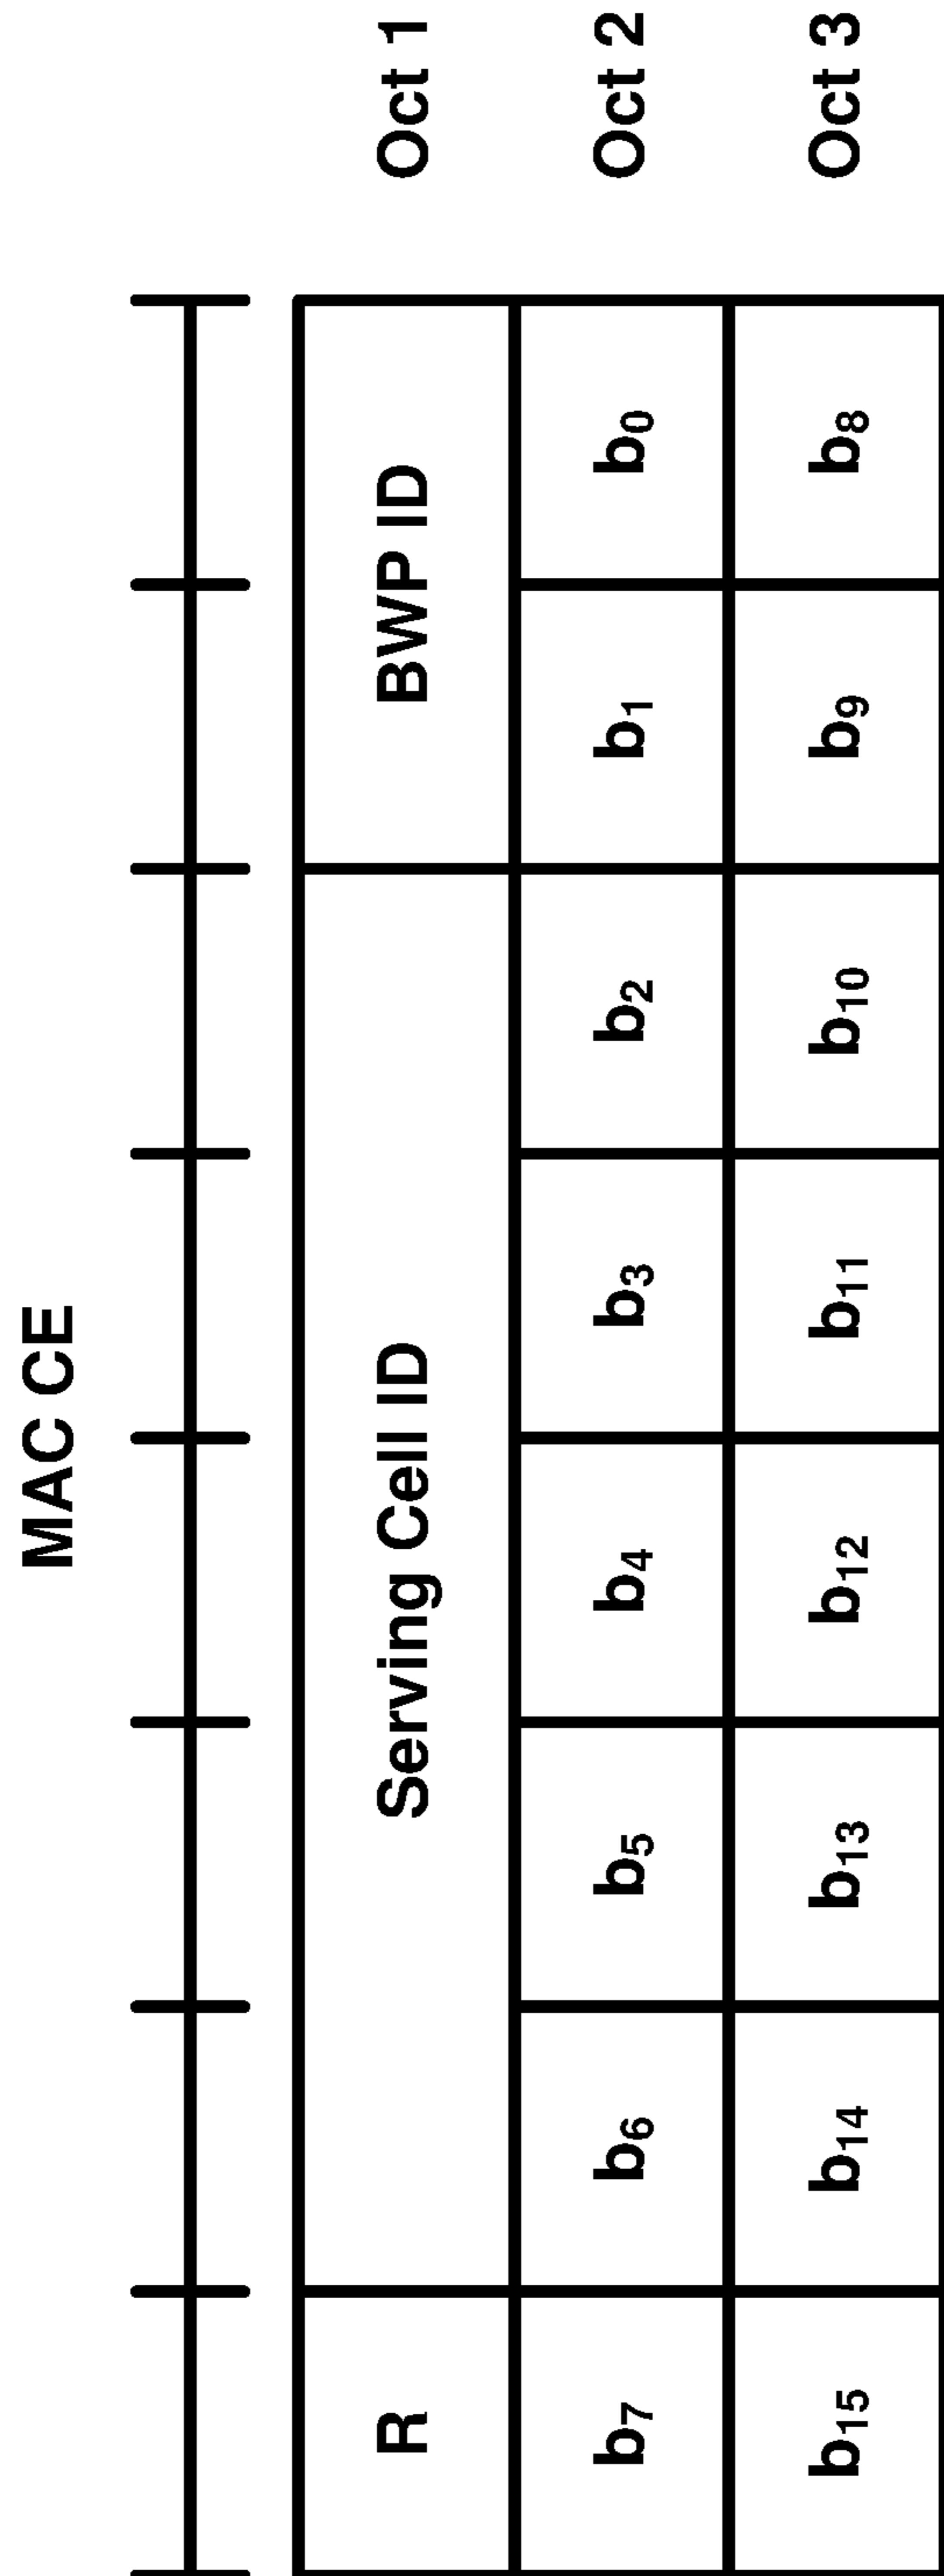 MAC CE
R Serving Cell ID BWP ID Oct 1
b7 b6 b5 b4 b3 b2 b1 b0 Oct 2
b15 b14 b13 b12 b11 b10 b9 b8 Oct 3